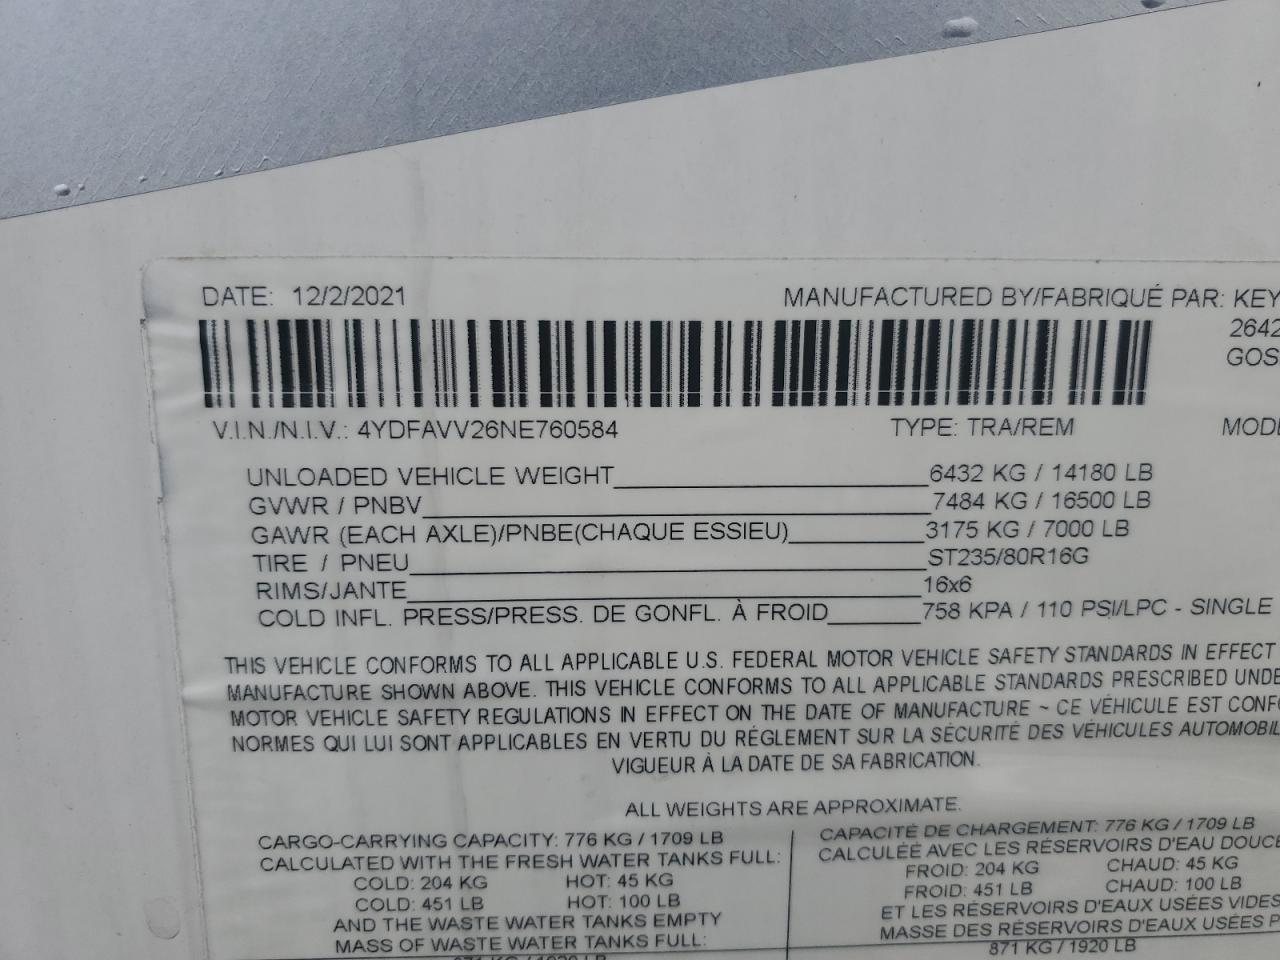 DATE: 12/2/2021 MANUFACTURED BY/FABRIQUÉ PAR: KEY
2642
GOS
V.I.N./N.I.V.: 4YDFAVV26NE760584 TYPE: TRA/REM MODE
UNLOADED VEHICLE WEIGHT 6432 KG / 14180 LB
GVWR / PNBV 7484 KG / 16500 LB
GAWR (EACH AXLE)/PNBE(CHAQUE ESSIEU) 3175 KG / 7000 LB
TIRE / PNEU ST235/80R16G
RIMS/JANTE 16x6
COLD INFL. PRESS/PRESS. DE GONFL. À FROID 758 KPA / 110 PSI/LPC - SINGLE
THIS VEHICLE CONFORMS TO ALL APPLICABLE U.S. FEDERAL MOTOR VEHICLE SAFETY STANDARDS IN EFFECT
MANUFACTURE SHOWN ABOVE. THIS VEHICLE CONFORMS TO ALL APPLICABLE STANDARDS PRESCRIBED UNDE
MOTOR VEHICLE SAFETY REGULATIONS IN EFFECT ON THE DATE OF MANUFACTURE ~ CE VÉHICULE EST CONFO
NORMES QUI LUI SONT APPLICABLES EN VERTU DU RÉGLEMENT SUR LA SÉCURITÉ DES VÉHICULES AUTOMOBIL
VIGUEUR À LA DATE DE SA FABRICATION.
ALL WEIGHTS ARE APPROXIMATE.
CARGO-CARRYING CAPACITY: 776 KG / 1709 LB
CALCULATED WITH THE FRESH WATER TANKS FULL:
COLD: 204 KG HOT: 45 KG
COLD: 451 LB HOT: 100 LB
AND THE WASTE WATER TANKS EMPTY
MASS OF WASTE WATER TANKS FULL:
871 KG / 1920 LB
CAPACITÉ DE CHARGEMENT: 776 KG / 1709 LB
CALCULÉE AVEC LES RÉSERVOIRS D'EAU DOUCE
FROID: 204 KG CHAUD: 45 KG
FROID: 451 LB CHAUD: 100 LB
ET LES RÉSERVOIRS D'EAUX USÉES VIDES
MASSE DES RÉSERVOIRS D'EAUX USÉES P
871 KG / 1920 LB